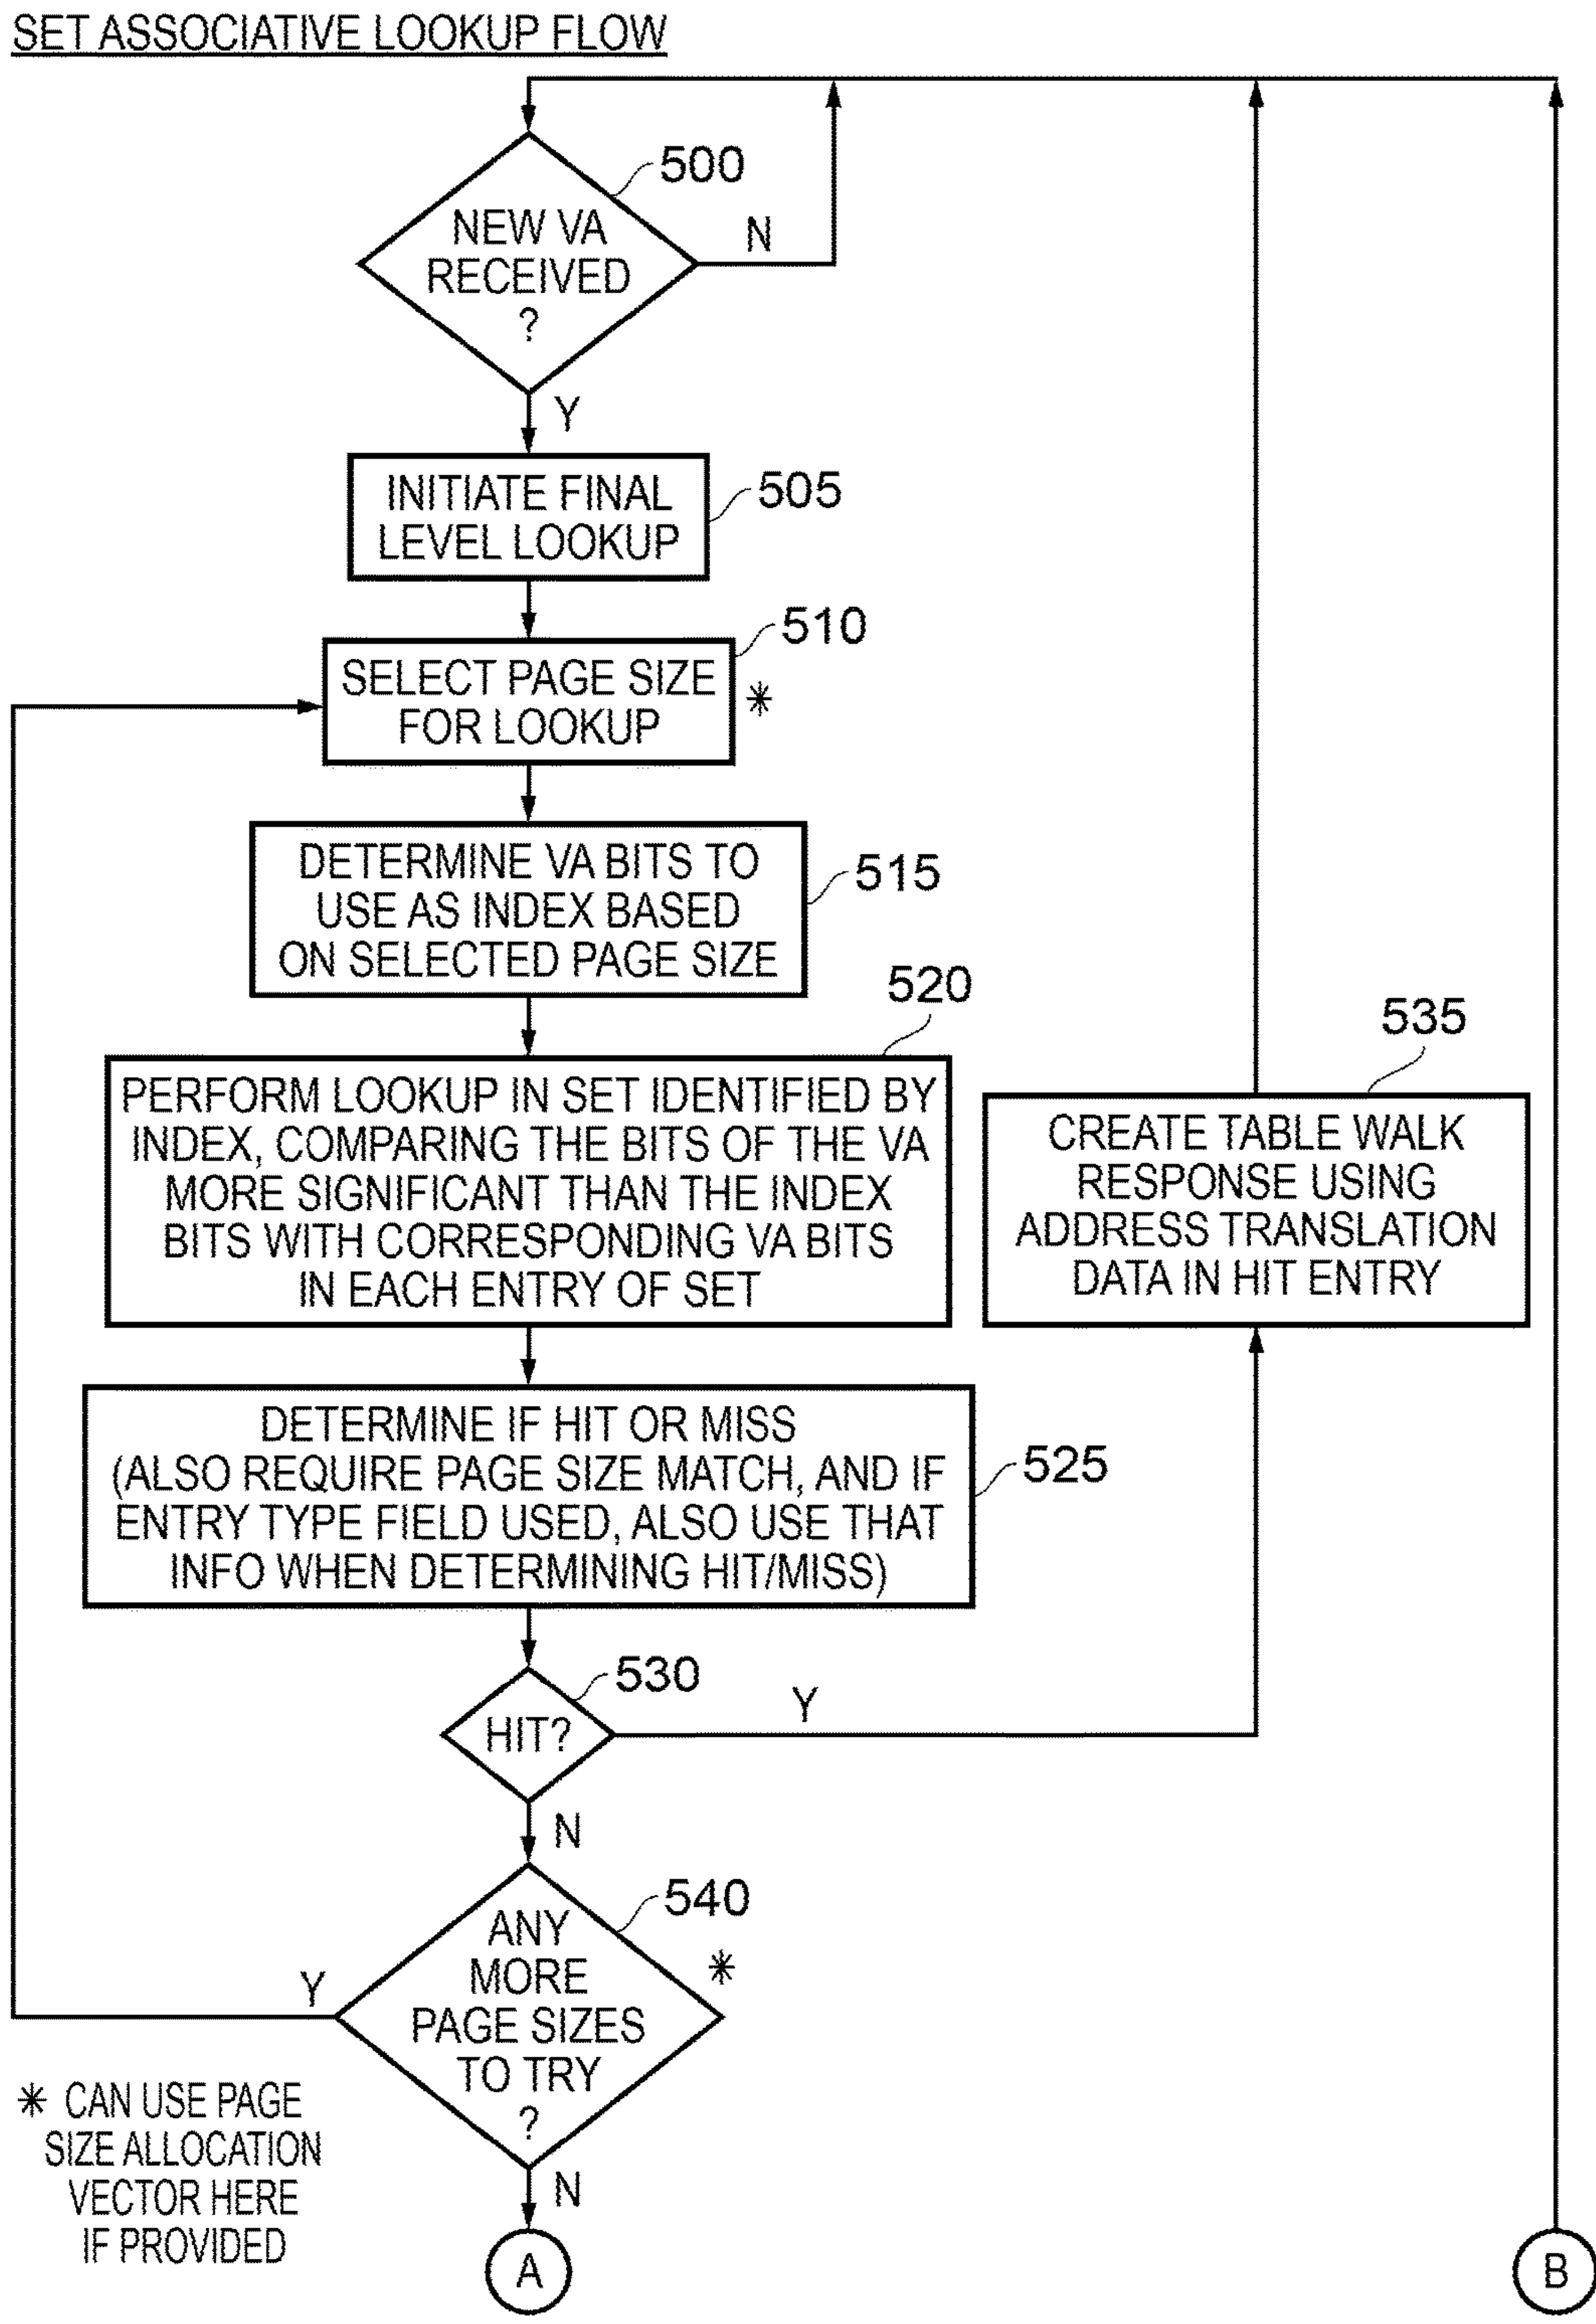 SET ASSOCIATIVE LOOKUP FLOW
500
NEW VA
RECEIVED
?
N
Y
INITIATE FINAL
LEVEL LOOKUP
505
510
SELECT PAGE SIZE
FOR LOOKUP
*
DETERMINE VA BITS TO
USE AS INDEX BASED
ON SELECTED PAGE SIZE
515
520
PERFORM LOOKUP IN SET IDENTIFIED BY
INDEX, COMPARING THE BITS OF THE VA
MORE SIGNIFICANT THAN THE INDEX
BITS WITH CORRESPONDING VA BITS
IN EACH ENTRY OF SET
535
CREATE TABLE WALK
RESPONSE USING
ADDRESS TRANSLATION
DATA IN HIT ENTRY
DETERMINE IF HIT OR MISS
(ALSO REQUIRE PAGE SIZE MATCH, AND IF
ENTRY TYPE FIELD USED, ALSO USE THAT
INFO WHEN DETERMINING HIT/MISS)
525
530
HIT?
Y
N
540
ANY
MORE
PAGE SIZES
TO TRY
?
*
Y
N
* CAN USE PAGE
SIZE ALLOCATION
VECTOR HERE
IF PROVIDED
A
B